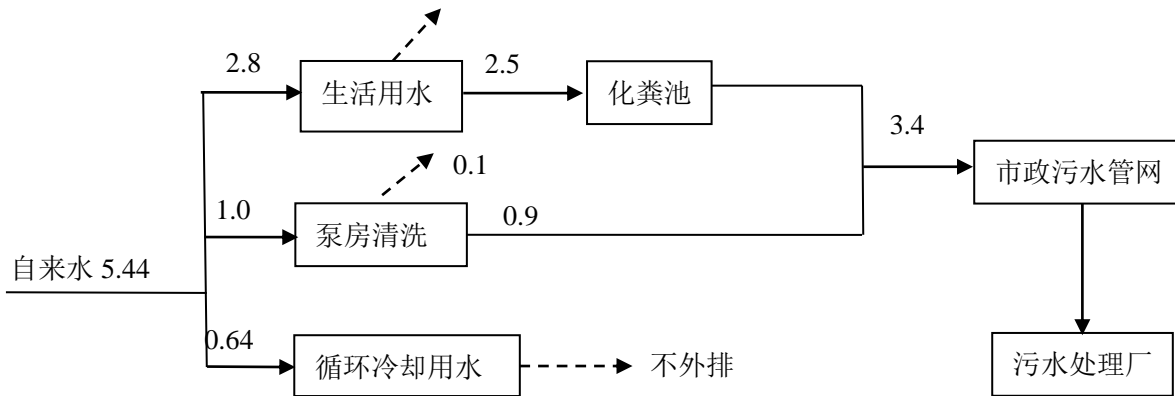 2.8
生活用水
2.5
化粪池
3.4
市政污水管网
0.1
1.0
泵房清洗
0.9
自来水 5.44
0.64
循环冷却用水
不外排
污水处理厂